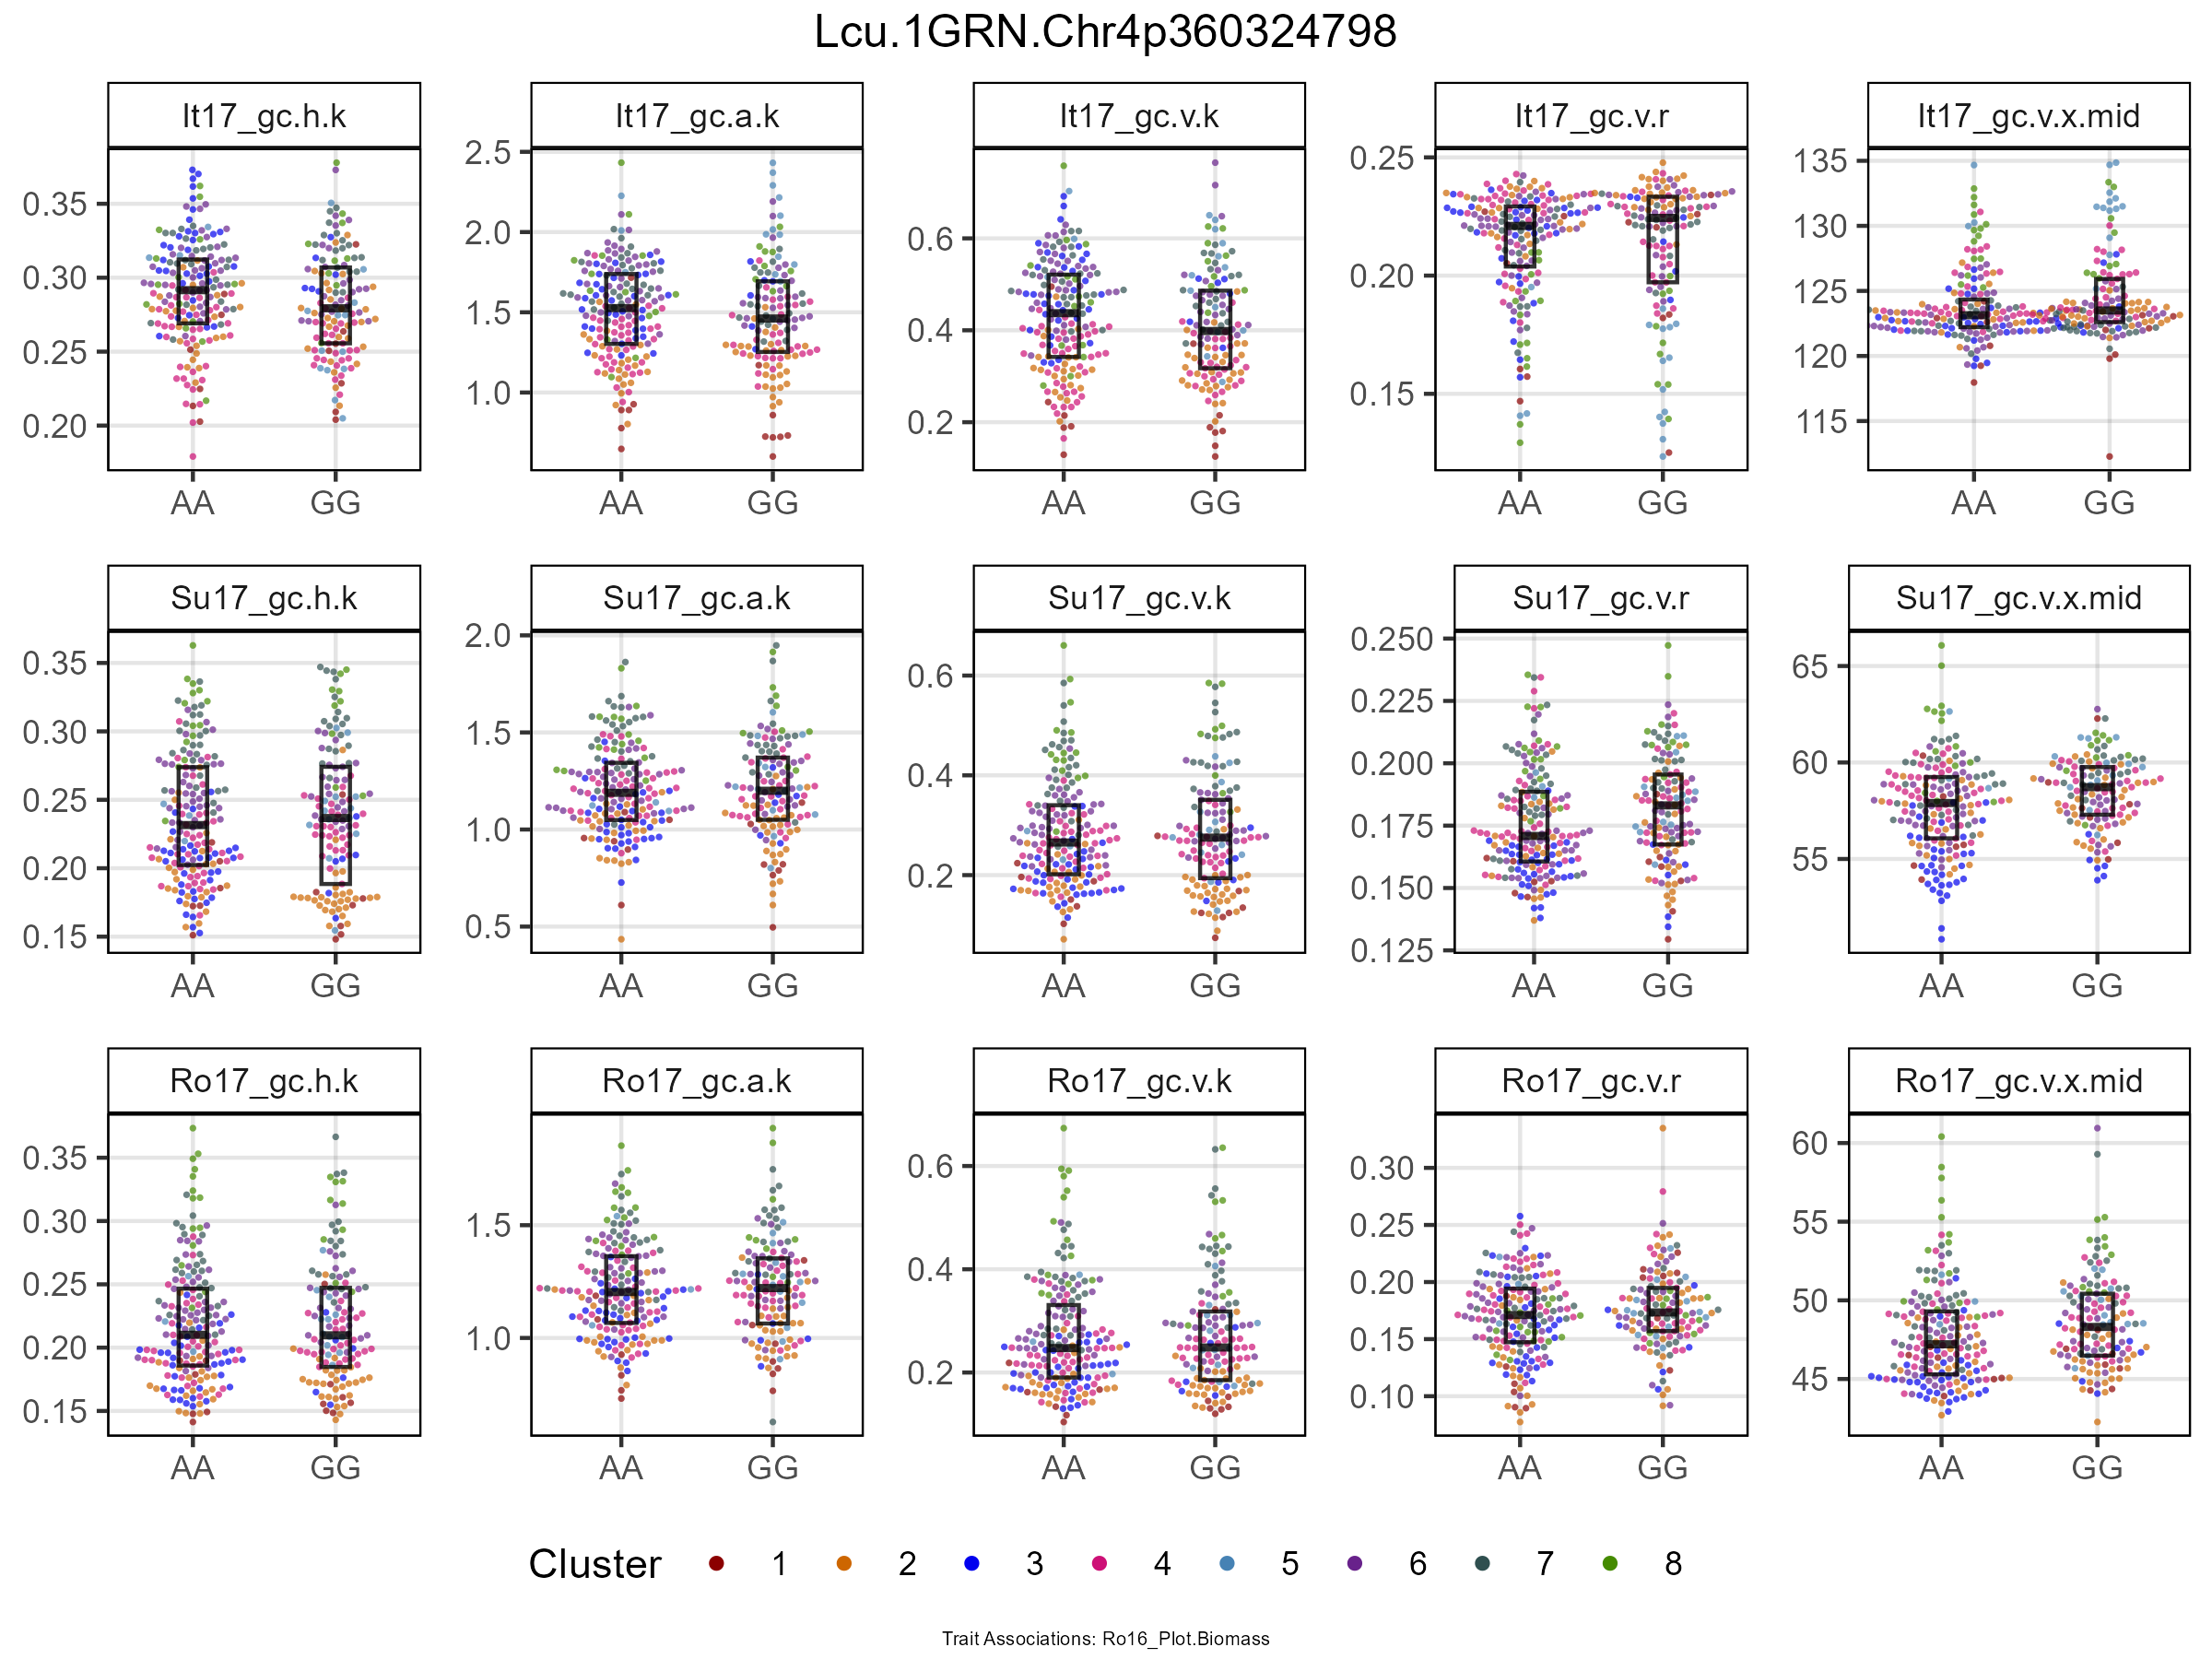 Lcu.1GRN.Chr4p360324798
It17_gc.h.k It17_gc.a.k It17_gc.v.k It17_gc.v.r It17_gc.v.x.mid
0.35 0.30 0.25 0.20
2.5 2.0 1.5 1.0
0.6 0.4 0.2
0.25 0.20 0.15
135 130 125 120 115
AA GG AA GG AA GG AA GG AA GG
Su17_gc.h.k Su17_gc.a.k Su17_gc.v.k Su17_gc.v.r Su17_gc.v.x.mid
0.35 0.30 0.25 0.20 0.15
2.0 1.5 1.0 0.5
0.6 0.4 0.2
0.250 0.225 0.200 0.175 0.150 0.125
65 60 55
AA GG AA GG AA GG AA GG AA GG
Ro17_gc.h.k Ro17_gc.a.k Ro17_gc.v.k Ro17_gc.v.r Ro17_gc.v.x.mid
0.35 0.30 0.25 0.20 0.15
1.5 1.0
0.6 0.4 0.2
0.30 0.25 0.20 0.15 0.10
60 55 50 45
AA GG AA GG AA GG AA GG AA GG
Cluster 1 2 3 4 5 6 7 8
Trait Associations: Ro16_Plot.Biomass